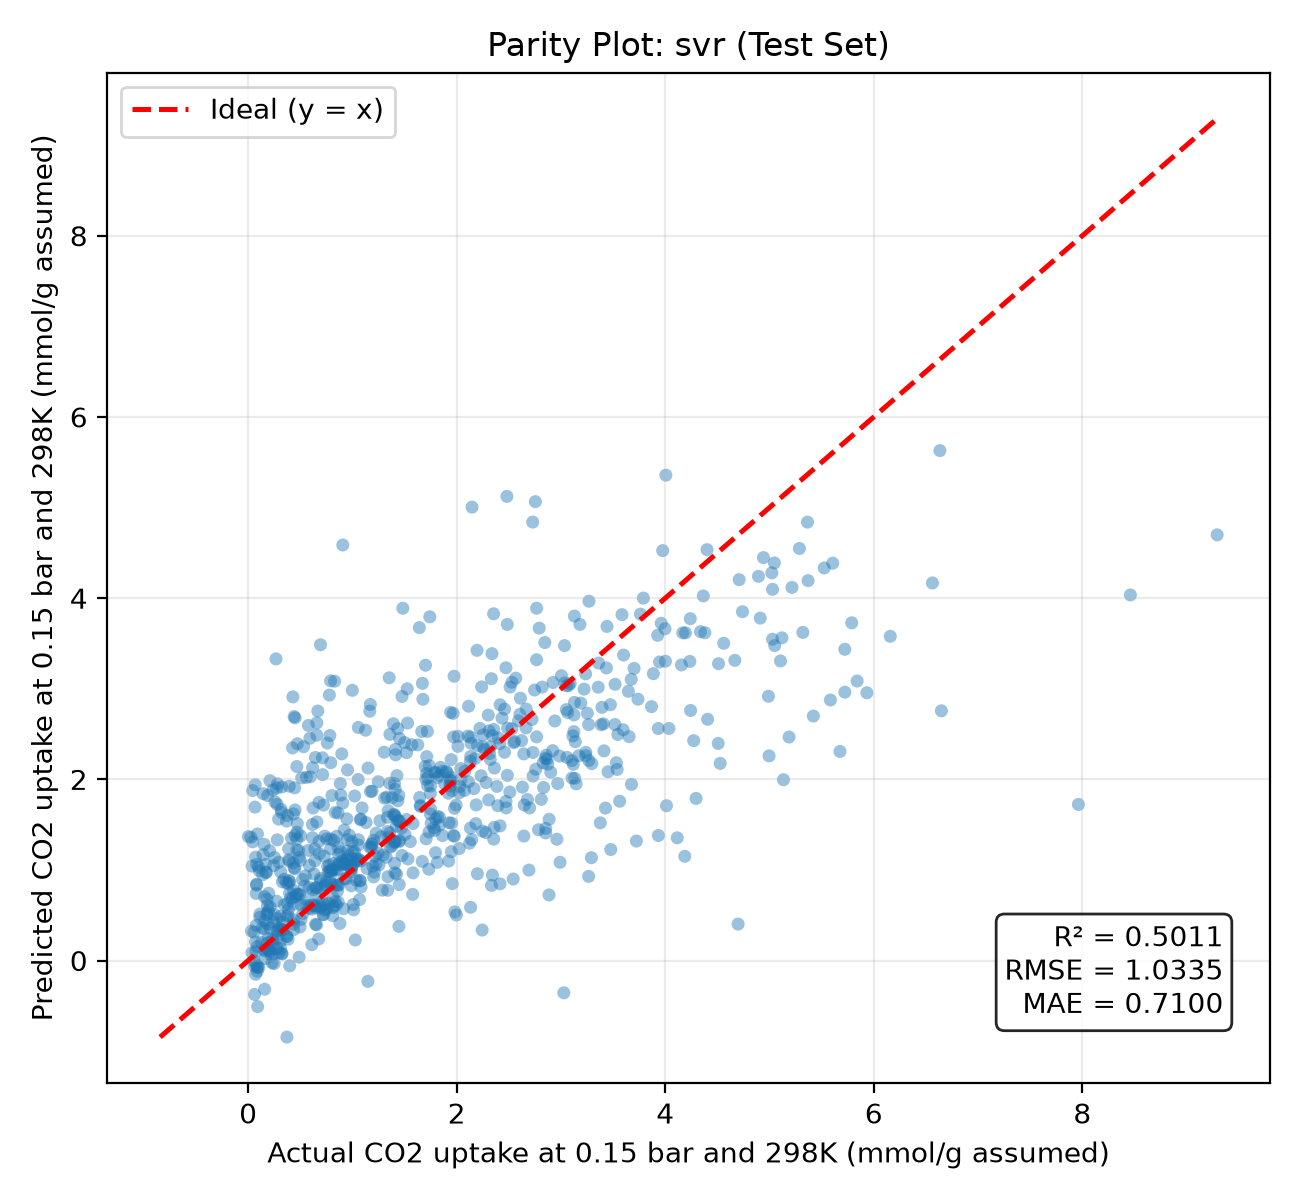 Parity Plot: svr (Test Set)
Ideal (y = x)
Predicted CO2 uptake at 0.15 bar and 298K (mmol/g assumed)
8
6
4
2
0
R² = 0.5011
RMSE = 1.0335
MAE = 0.7100
0 2 4 6 8
Actual CO2 uptake at 0.15 bar and 298K (mmol/g assumed)